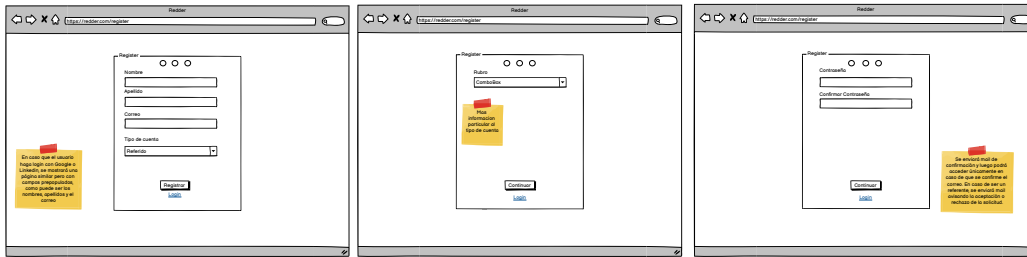 Redder
https://redder.com/register
Register
Nombre
Apellido
Correo
Tipo de cuenta
Referido
Registrar
Login
En caso que el usuario
haga login con Google o
Linkedin, se mostrará una
página similar pero con
campos prepopulados,
como puede ser los
nombres, apellidos y el
correo
Redder
https://redder.com/register
Register
Rubro
ComboBox
Mas
informacion
particular al
tipo de cuenta
Continuar
Login
Redder
https://redder.com/register
Register
Contraseña
Confirmar Contraseña
Continuar
Login
Se enviará mail de
confirmación y luego podrá
acceder únicamente en
caso de que se confirme el
correo. En caso de ser un
referente, se enviará mail
avisando la aceptación o
rechazo de la solicitud.